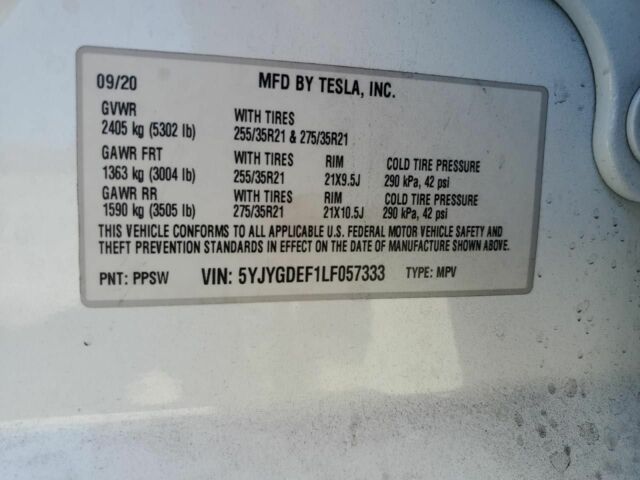 09/20 MFD BY TESLA, INC.
GVWR WITH TIRES
2405 kg (5302 lb) 255/35R21 & 275/35R21
GAWR FRT WITH TIRES RIM COLD TIRE PRESSURE
1363 kg (3004 lb) 255/35R21 21X9.5J 290 kPa, 42 psi
GAWR RR WITH TIRES RIM COLD TIRE PRESSURE
1590 kg (3505 lb) 275/35R21 21X10.5J 290 kPa, 42 psi
THIS VEHICLE CONFORMS TO ALL APPLICABLE U.S. FEDERAL MOTOR VEHICLE SAFETY AND
THEFT PREVENTION STANDARDS IN EFFECT ON THE DATE OF MANUFACTURE SHOWN ABOVE.
PNT: PPSW VIN: 5YJYGDEF1LF057333 TYPE: MPV